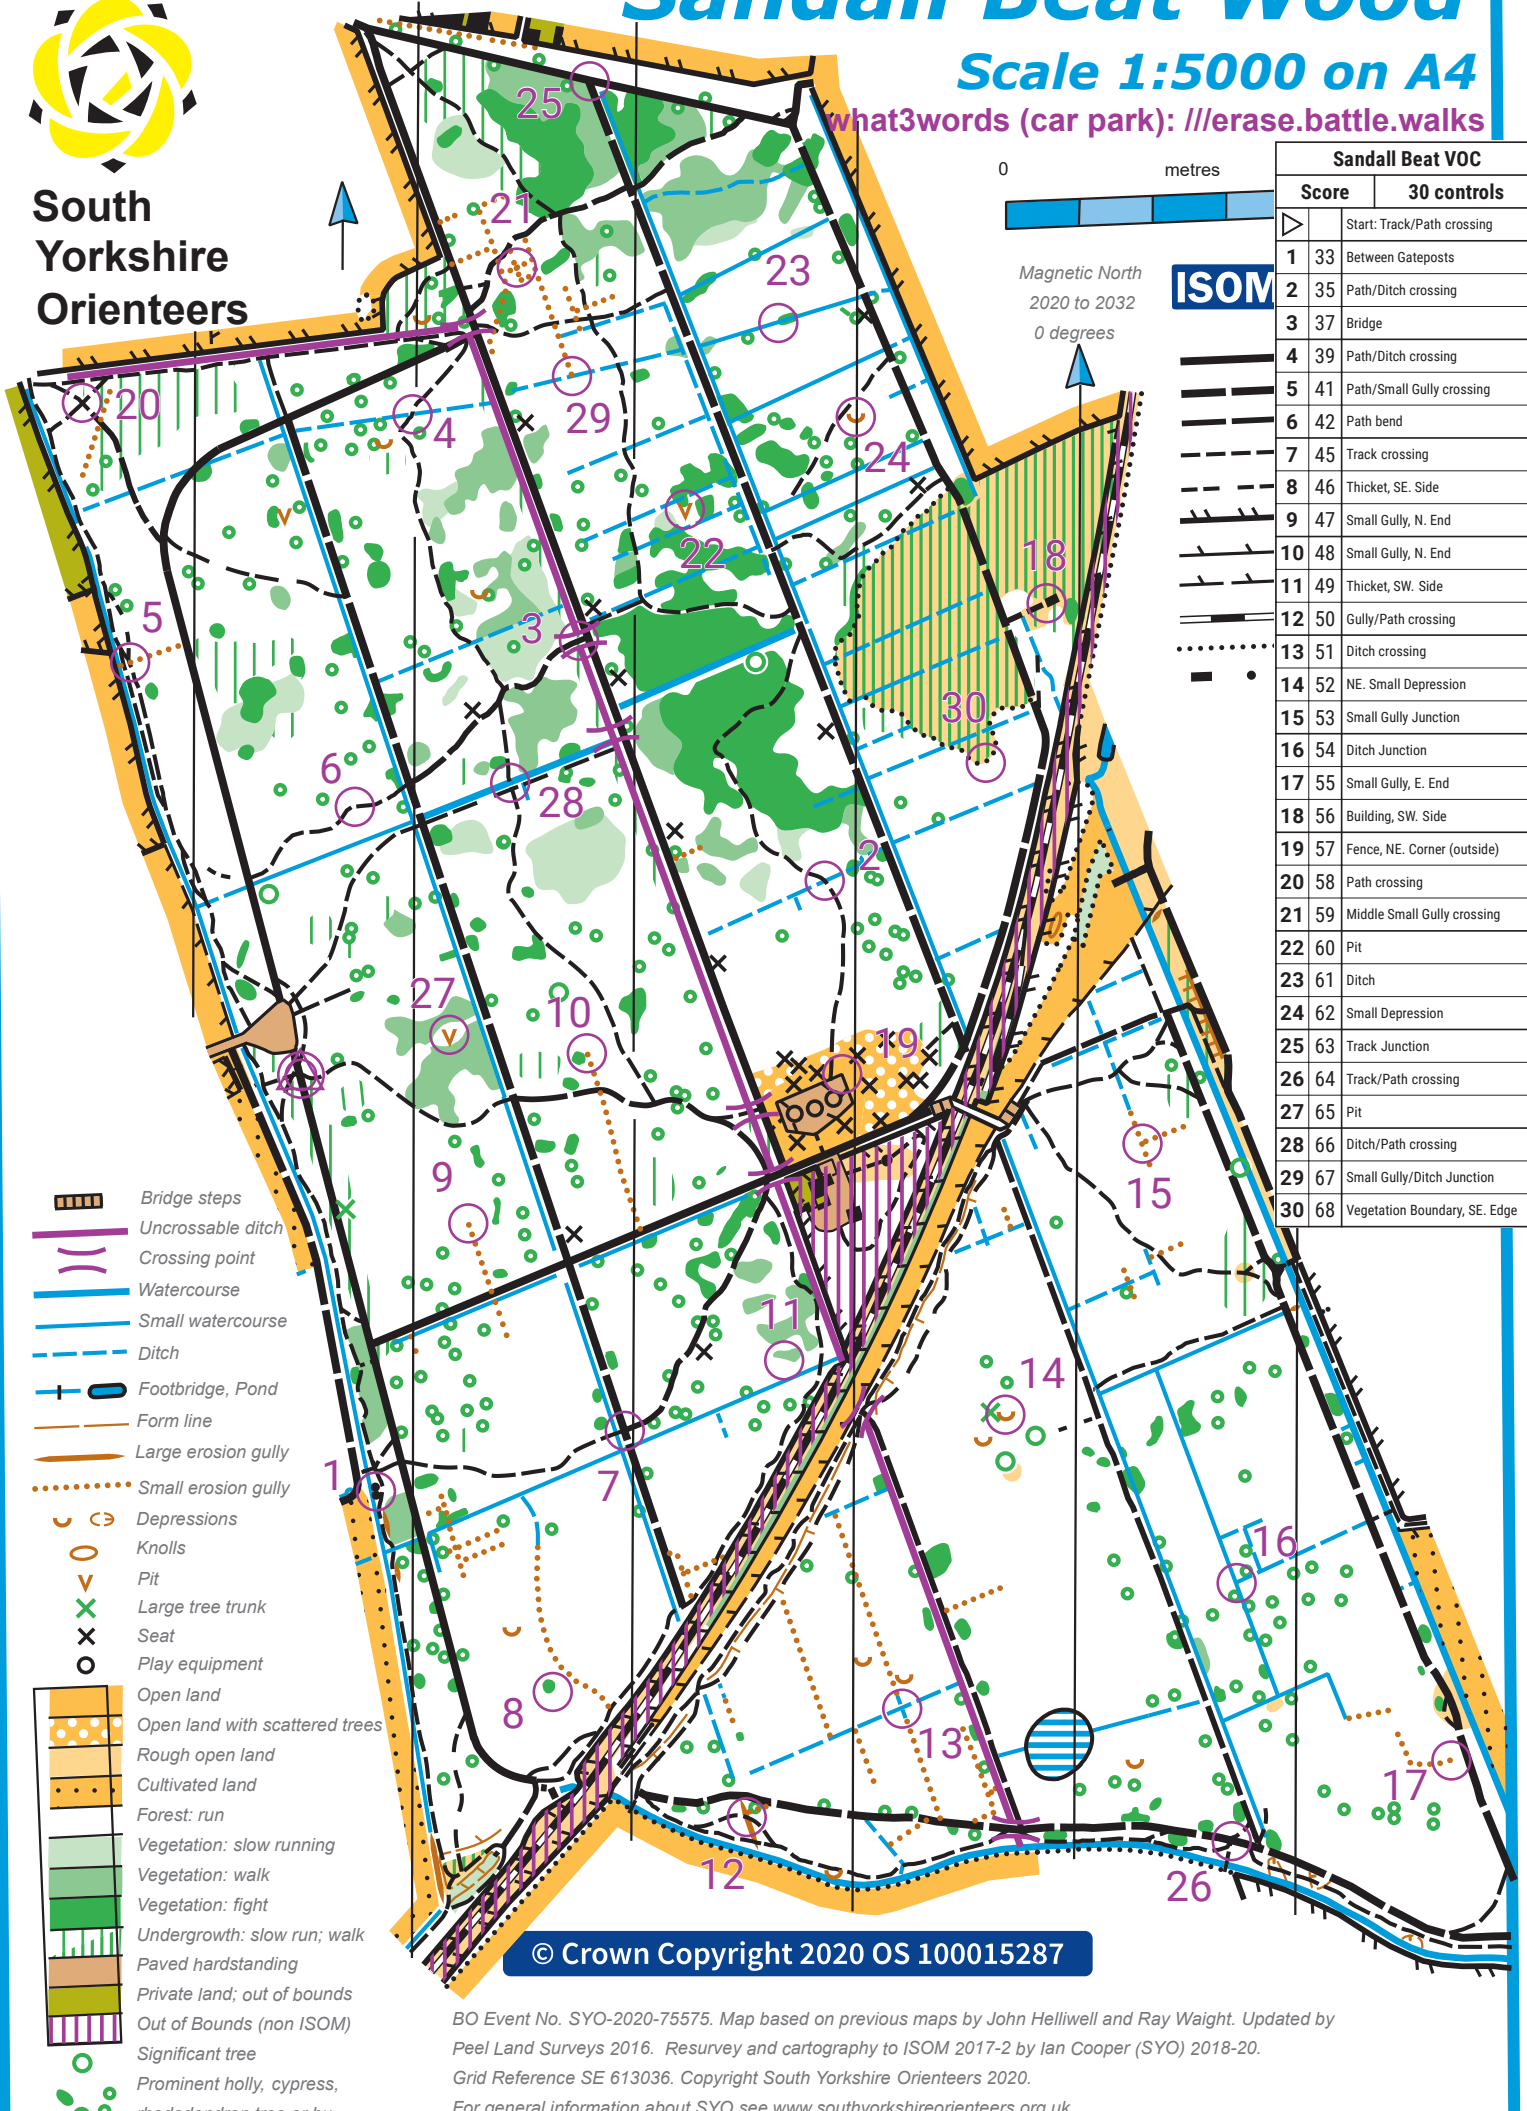 Sandall Beat Wood
Scale 1:5000 on A4
what3words (car park): ///erase.battle.walks
South
Yorkshire
Orienteers
0 metres
Magnetic North
2020 to 2032
0 degrees
ISOM
Sandall Beat VOC
Score 30 controls
Start: Track/Path crossing
1 33 Between Gateposts
2 35 Path/Ditch crossing
3 37 Bridge
4 39 Path/Ditch crossing
5 41 Path/Small Gully crossing
6 42 Path bend
7 45 Track crossing
8 46 Thicket, SE. Side
9 47 Small Gully, N. End
10 48 Small Gully, N. End
11 49 Thicket, SW. Side
12 50 Gully/Path crossing
13 51 Ditch crossing
14 52 NE. Small Depression
15 53 Small Gully Junction
16 54 Ditch Junction
17 55 Small Gully, E. End
18 56 Building, SW. Side
19 57 Fence, NE. Corner (outside)
20 58 Path crossing
21 59 Middle Small Gully crossing
22 60 Pit
23 61 Ditch
24 62 Small Depression
25 63 Track Junction
26 64 Track/Path crossing
27 65 Pit
28 66 Ditch/Path crossing
29 67 Small Gully/Ditch Junction
30 68 Vegetation Boundary, SE. Edge
25
21
23
20
4
29
24
22
18
5
3
30
6
28
2
27
10
19
9
15
11
14
1
7
16
8
13
17
12
26
Bridge steps
Uncrossable ditch
Crossing point
Watercourse
Small watercourse
Ditch
Footbridge, Pond
Form line
Large erosion gully
Small erosion gully
Depressions
Knolls
Pit
Large tree trunk
Seat
Play equipment
Open land
Open land with scattered trees
Rough open land
Cultivated land
Forest: run
Vegetation: slow running
Vegetation: walk
Vegetation: fight
Undergrowth: slow run; walk
Paved hardstanding
Private land; out of bounds
Out of Bounds (non ISOM)
Significant tree
Prominent holly, cypress,
© Crown Copyright 2020 OS 100015287
BO Event No. SYO-2020-75575. Map based on previous maps by John Helliwell and Ray Waight. Updated by
Peel Land Surveys 2016. Resurvey and cartography to ISOM 2017-2 by Ian Cooper (SYO) 2018-20.
Grid Reference SE 613036. Copyright South Yorkshire Orienteers 2020.
For general information about SYO see www.southyorkshireorienteers.org.uk